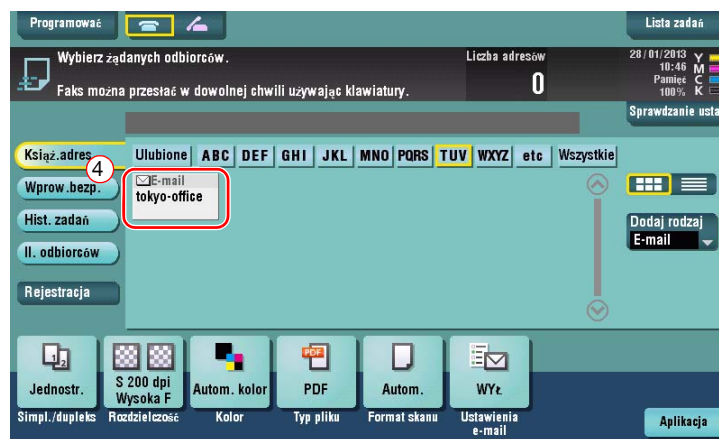 Programować
Lista zadań
Wybierz żądanych odbiorców.
Liczba adresów
28/01/2013
Y
10:46
M
Faks można przesłać w dowolnej chwili używając klawiatury.
0
Pamięć
C
100%
K
Sprawdzanie usta
Książ.adres
Ulubione ABC DEF GHI JKL MNO PQRS TUV WXYZ etc Wszystkie
4
Wprow.bezp.
E-mail
tokyo-office
Hist. zadań
Dodaj rodzaj
E-mail
Il. odbiorców
Rejestracja
1 2
PDF
Jednostr.
S 200 dpi
Wysoka F
Autom. kolor
PDF
Autom.
WYŁ
Simpl./dupleks
Rozdzielczość
Kolor
Typ pliku
Format skanu
Ustawienia
e-mail
Aplikacja